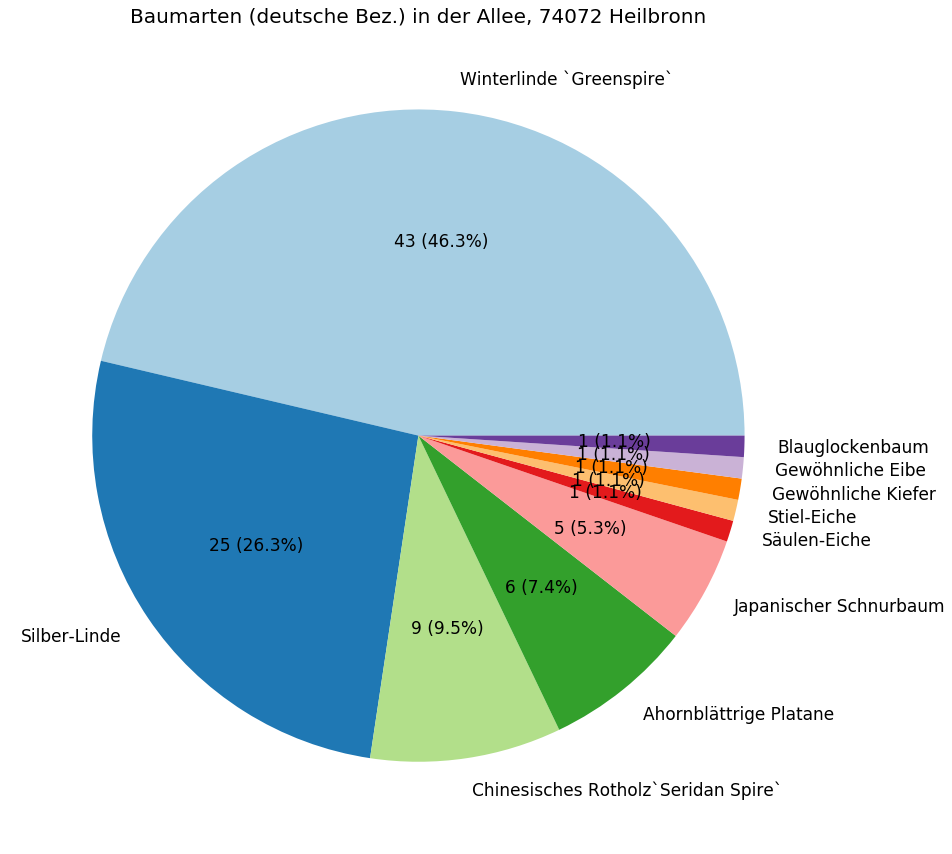 Baumarten (deutsche Bez.) in der Allee, 74072 Heilbronn
Winterlinde `Greenspire`
43 (46.3%)
Silber-Linde
25 (26.3%)
Chinesisches Rotholz`Seridan Spire`
9 (9.5%)
Ahornblättrige Platane
6 (7.4%)
Japanischer Schnurbaum
5 (5.3%)
Säulen-Eiche
1 (1.1%)
Stiel-Eiche
1 (1.1%)
Gewöhnliche Kiefer
1 (1.1%)
Gewöhnliche Eibe
1 (1.1%)
Blauglockenbaum
1 (1.1%)